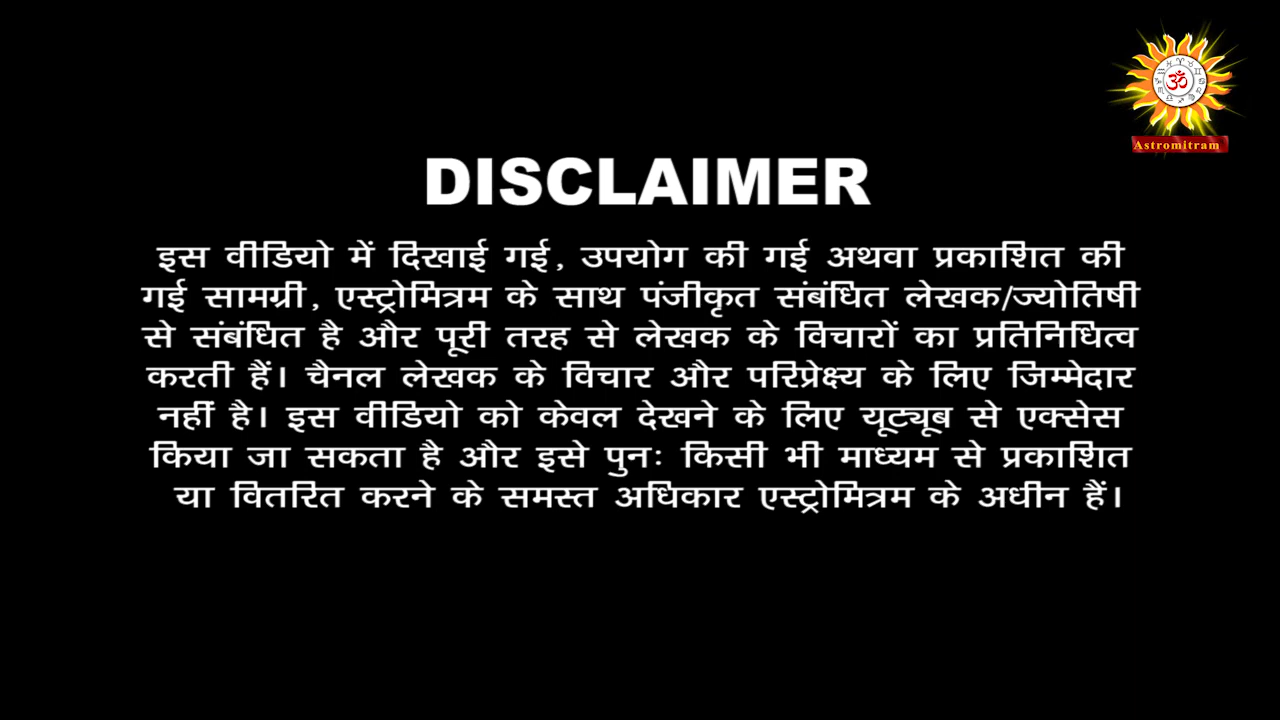 Astromitram
DISCLAIMER
इस वीडियो में दिखाई गई, उपयोग की गई अथवा प्रकाशित की
गई सामग्री, एस्ट्रोमित्रम के साथ पंजीकृत संबंधित लेखक/ज्योतिषी
से संबंधित है और पूरी तरह से लेखक के विचारों का प्रतिनिधित्व
करती हैं। चैनल लेखक के विचार और परिप्रेक्ष्य के लिए जिम्मेदार
नहीं है। इस वीडियो को केवल देखने के लिए यूट्यूब से एक्सेस
किया जा सकता है और इसे पुनः किसी भी माध्यम से प्रकाशित
या वितरित करने के समस्त अधिकार एस्ट्रोमित्रम के अधीन हैं।